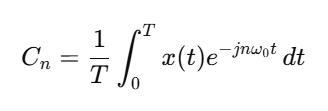 $C_n = \frac{1}{T} \int_0^T x(t) e^{-jn\omega_0 t} \, dt$